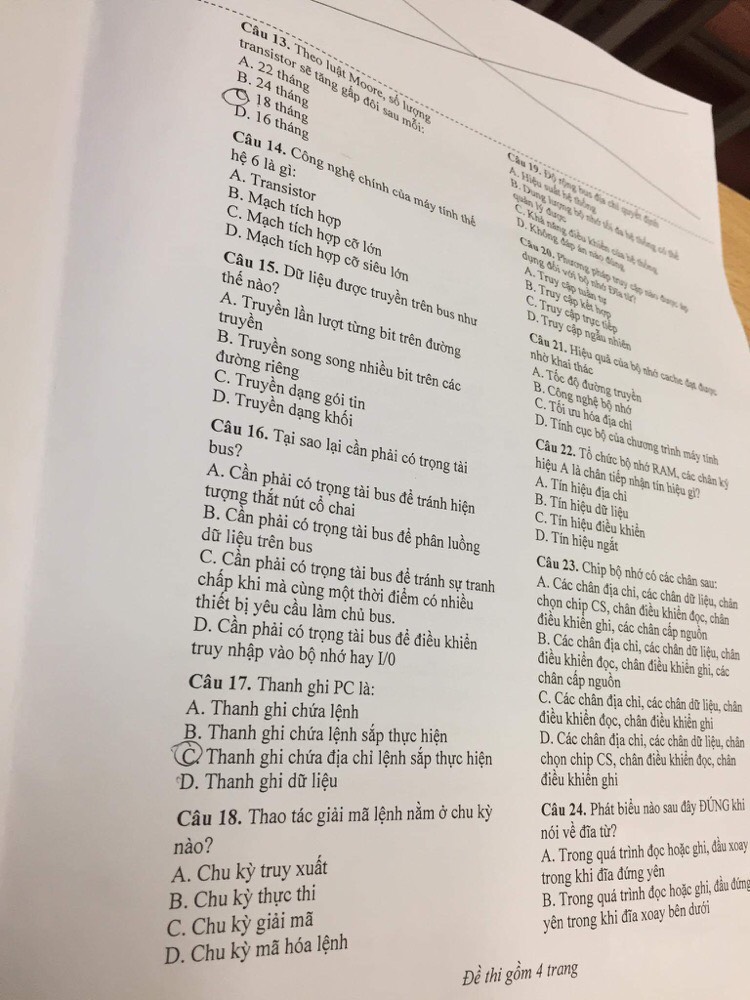 Câu 13. Theo luật Moore, số lượng
transistor sẽ tăng gấp đôi sau mỗi:
A. 22 tháng
B. 24 tháng
C. 18 tháng
D. 16 tháng
Câu 14. Công nghệ chính của máy tính thế
hệ 6 là gì:
A. Transistor
B. Mạch tích hợp
C. Mạch tích hợp cỡ lớn
D. Mạch tích hợp cỡ siêu lớn
Câu 15. Dữ liệu được truyền trên bus như
thế nào?
A. Truyền lần lượt từng bit trên đường
truyền
B. Truyền song song nhiều bit trên các
đường riêng
C. Truyền dạng gói tin
D. Truyền dạng khối
Câu 16. Tại sao lại cần phải có trọng tài
bus?
A. Cần phải có trọng tài bus để tránh hiện
tượng thắt nút cổ chai
B. Cần phải có trọng tài bus để phân luồng
dữ liệu trên bus
C. Cần phải có trọng tài bus để tránh sự tranh
chấp khi mà cùng một thời điểm có nhiều
thiết bị yêu cầu làm chủ bus.
D. Cần phải có trọng tài bus để điều khiển
truy nhập vào bộ nhớ hay I/0
Câu 17. Thanh ghi PC là:
A. Thanh ghi chứa lệnh
B. Thanh ghi chứa lệnh sắp thực hiện
C. Thanh ghi chứa địa chỉ lệnh sắp thực hiện
D. Thanh ghi dữ liệu
Câu 18. Thao tác giải mã lệnh nằm ở chu kỳ
nào?
A. Chu kỳ truy xuất
B. Chu kỳ thực thi
C. Chu kỳ giải mã
D. Chu kỳ mã hóa lệnh
Câu 19. Độ rộng bus địa chỉ quyết định
A. Hiệu suất hệ thống
B. Dung lượng bộ nhớ tối đa hệ thống có thể
quản lý được
C. Khả năng điều khiển của hệ thống
D. Không đáp án nào đúng
Câu 20. Phương pháp truy cập nào được áp
dụng đối với bộ nhớ Đĩa từ?
A. Truy cập tuần tự
B. Truy cập kết hợp
C. Truy cập trực tiếp
D. Truy cập ngẫu nhiên
Câu 21. Hiệu quả của bộ nhớ cache đạt được
nhờ khai thác
A. Tốc độ đường truyền
B. Công nghệ bộ nhớ
C. Tối ưu hóa địa chỉ
D. Tính cục bộ của chương trình máy tính
Câu 22. Tổ chức bộ nhớ RAM, các chân ký
hiệu A là chân tiếp nhận tín hiệu gì?
A. Tín hiệu địa chỉ
B. Tín hiệu dữ liệu
C. Tín hiệu điều khiển
D. Tín hiệu ngắt
Câu 23. Chip bộ nhớ có các chân sau:
A. Các chân địa chỉ, các chân dữ liệu, chân
chọn chip CS, chân điều khiển đọc, chân
điều khiển ghi, các chân cấp nguồn
B. Các chân địa chỉ, các chân dữ liệu, chân
điều khiển đọc, chân điều khiển ghi, các
chân cấp nguồn
C. Các chân địa chỉ, các chân dữ liệu, chân
điều khiển đọc, chân điều khiển ghi
D. Các chân địa chỉ, các chân dữ liệu, chân
chọn chip CS, chân điều khiển đọc, chân
điều khiển ghi
Câu 24. Phát biểu nào sau đây ĐÚNG khi
nói về đĩa từ?
A. Trong quá trình đọc hoặc ghi, đầu xoay
trong khi đĩa đứng yên
B. Trong quá trình đọc hoặc ghi, đầu đứng
yên trong khi đĩa xoay bên dưới
Đề thi gồm 4 trang